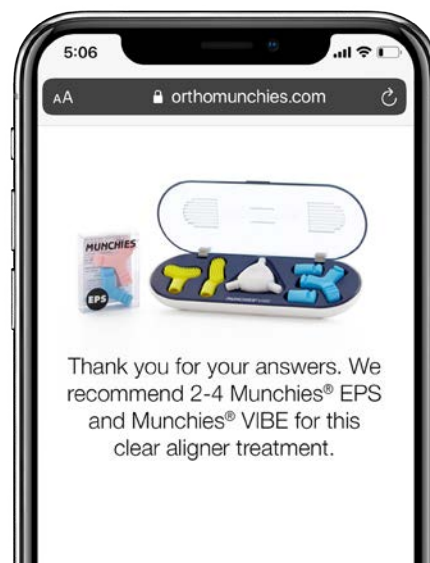 5:06
AA orthomunchies.com
MUNCHIES
EPS
Thank you for your answers. We
recommend 2-4 Munchies® EPS
and Munchies® VIBE for this
clear aligner treatment.